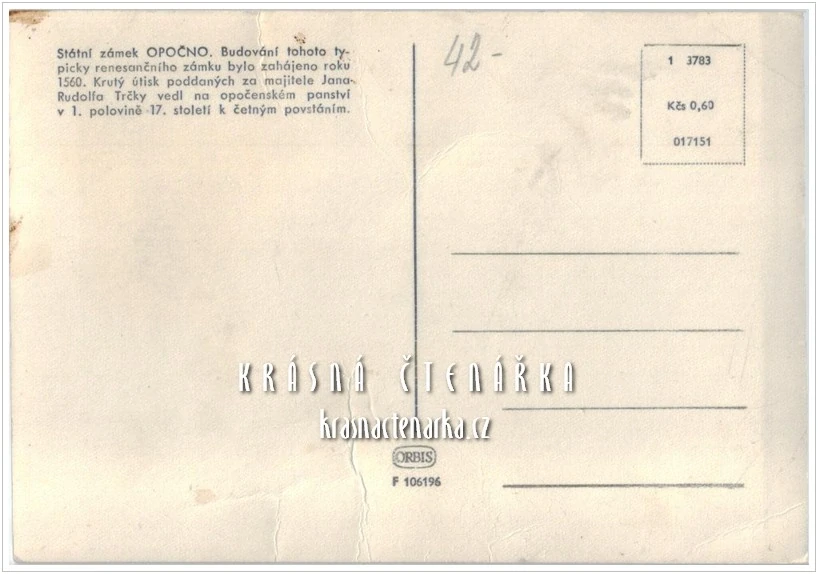 Státní zámek OPOČNO. Budování tohoto ty-
picky renesančního zámku bylo zahájeno roku
1560. Krutý útisk poddaných za majitele Jana-
Rudolfa Trčky vedl na opočenském panství
v 1. polovině 17. století k četným povstáním.
42-
1 3783
Kčs 0,60
017151
KRÁSNÁ ČTENÁŘKA
krasnactenarka.cz
ORBIS
F 106196